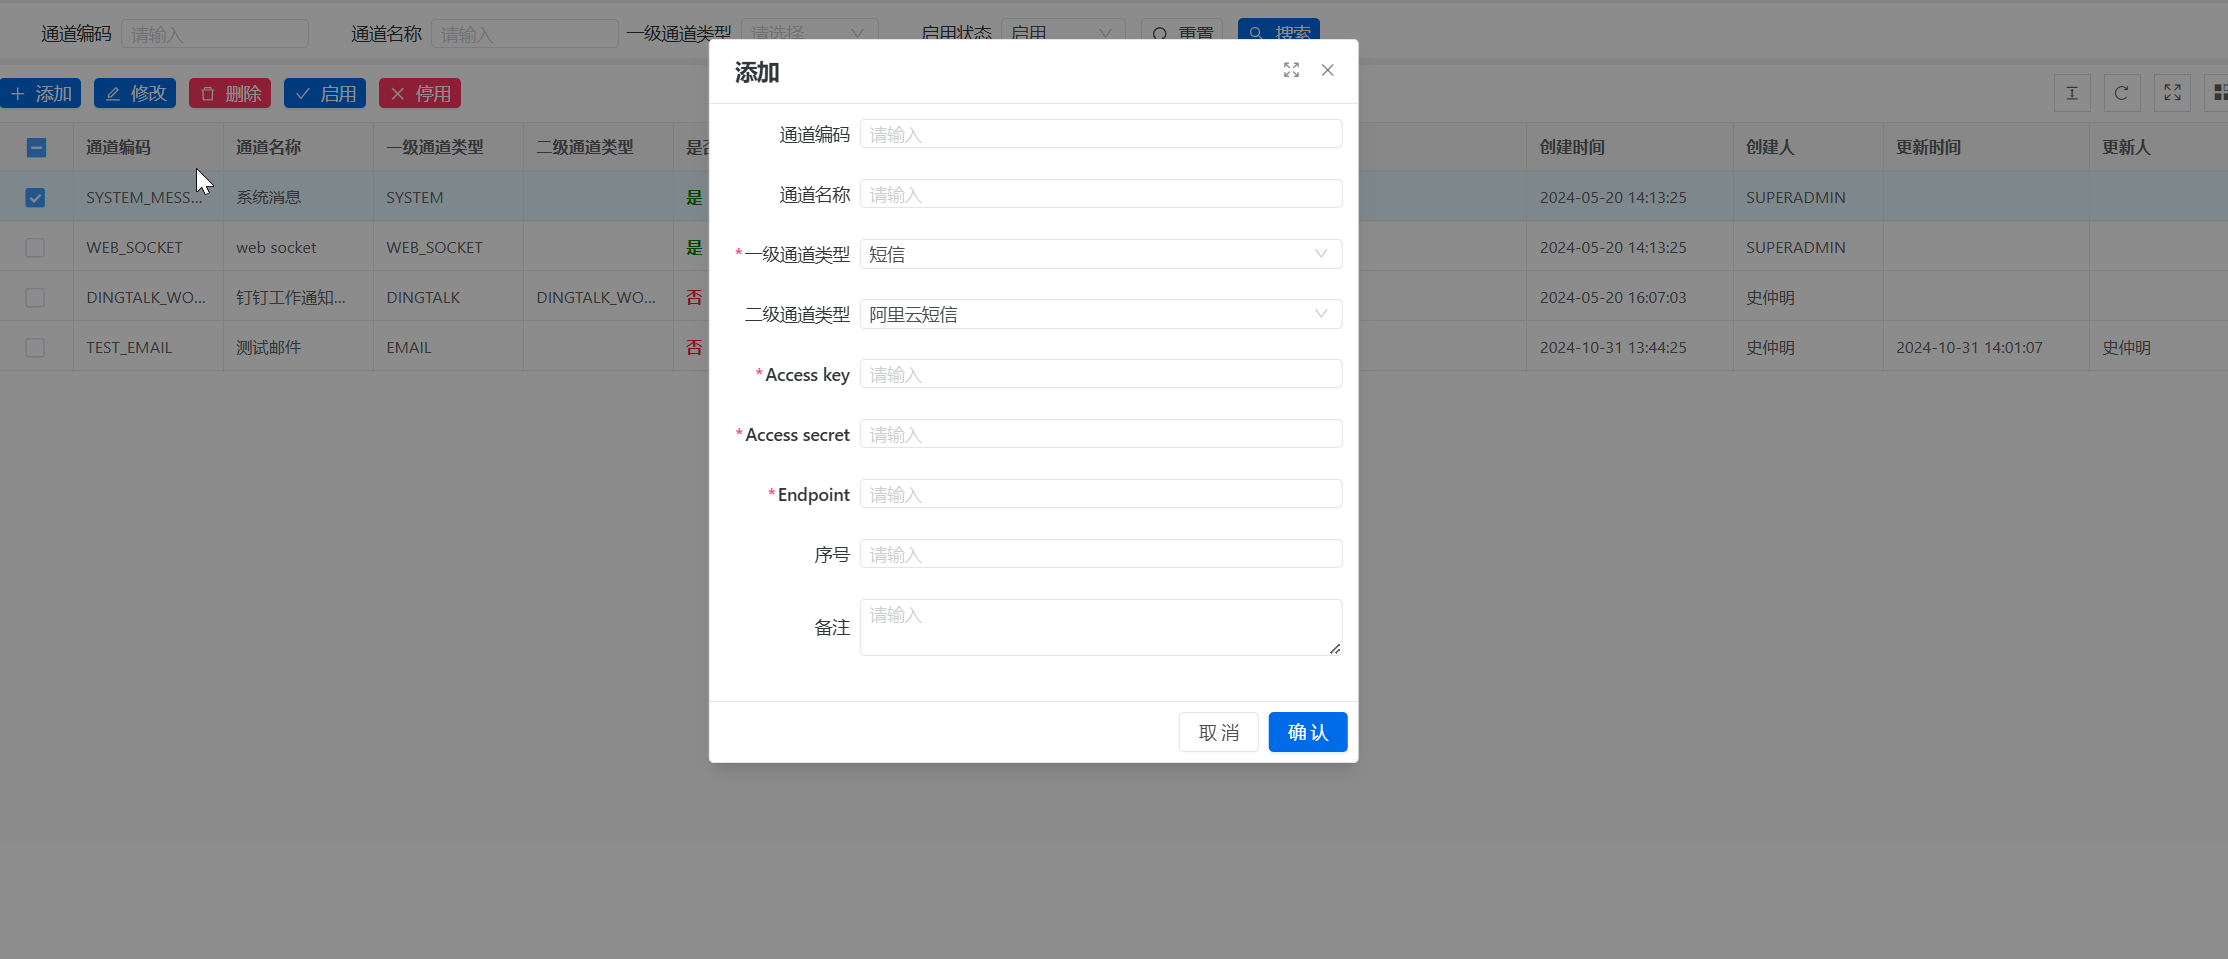 通道编码 请输入 通道名称 请输入 一级通道类型 请选择 启用状态 启用 重置 搜索
添加 修改 删除 启用 停用
通道编码 通道名称 一级通道类型 二级通道类型 创建时间 创建人 更新时间 更新人
SYSTEM_MESS... 系统消息 SYSTEM 是 2024-05-20 14:13:25 SUPERADMIN
WEB_SOCKET web socket WEB_SOCKET 是 2024-05-20 14:13:25 SUPERADMIN
DINGTALK_WO... 钉钉工作通知... DINGTALK DINGTALK_WO... 否 2024-05-20 16:07:03 史仲明
TEST_EMAIL 测试邮件 EMAIL 否 2024-10-31 13:44:25 史仲明 2024-10-31 14:01:07 史仲明
添加
通道编码 请输入
通道名称 请输入
*一级通道类型 短信
二级通道类型 阿里云短信
*Access key 请输入
*Access secret 请输入
*Endpoint 请输入
序号 请输入
备注 请输入
取消 确认